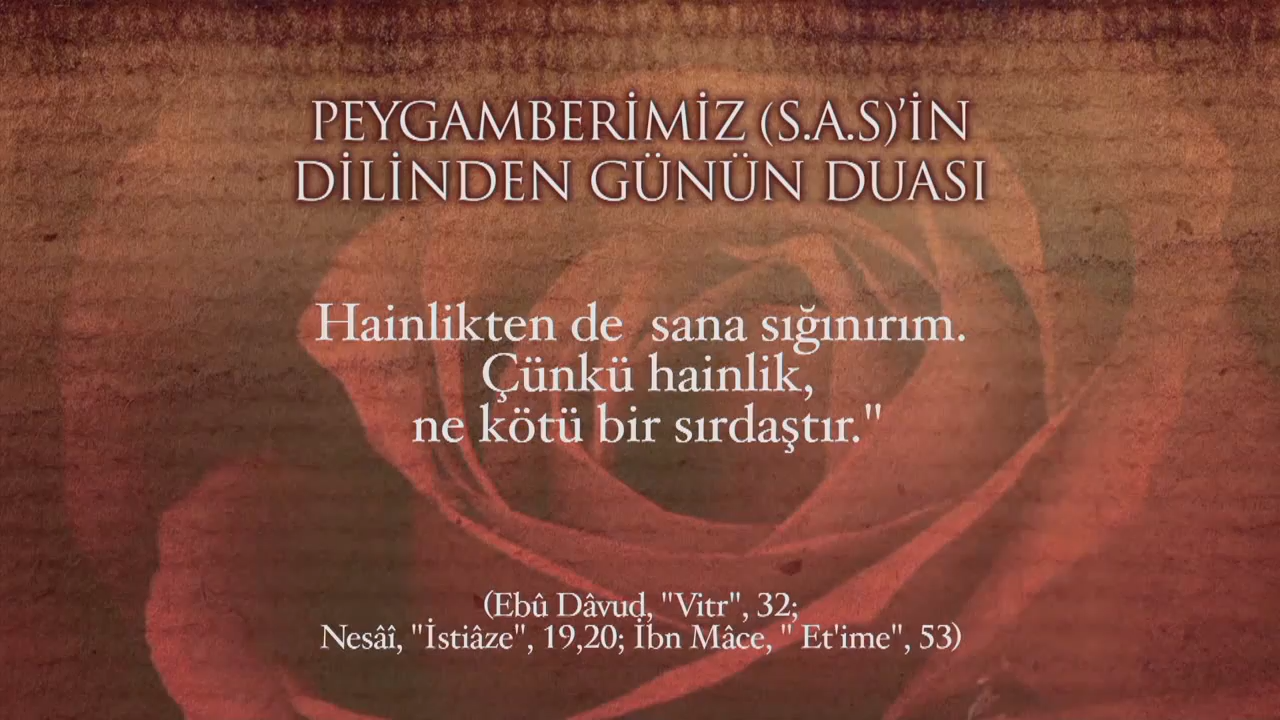 PEYGAMBERİMİZ (S.A.S)'İN
DİLİNDEN GÜNÜN DUASI
Hainlikten de sana sığınırım.
Çünkü hainlik,
ne kötü bir sırdaştır."
(Ebû Dâvud, "Vitr", 32;
Nesâî, "İstiâze", 19,20; İbn Mâce, " Et'ime", 53)